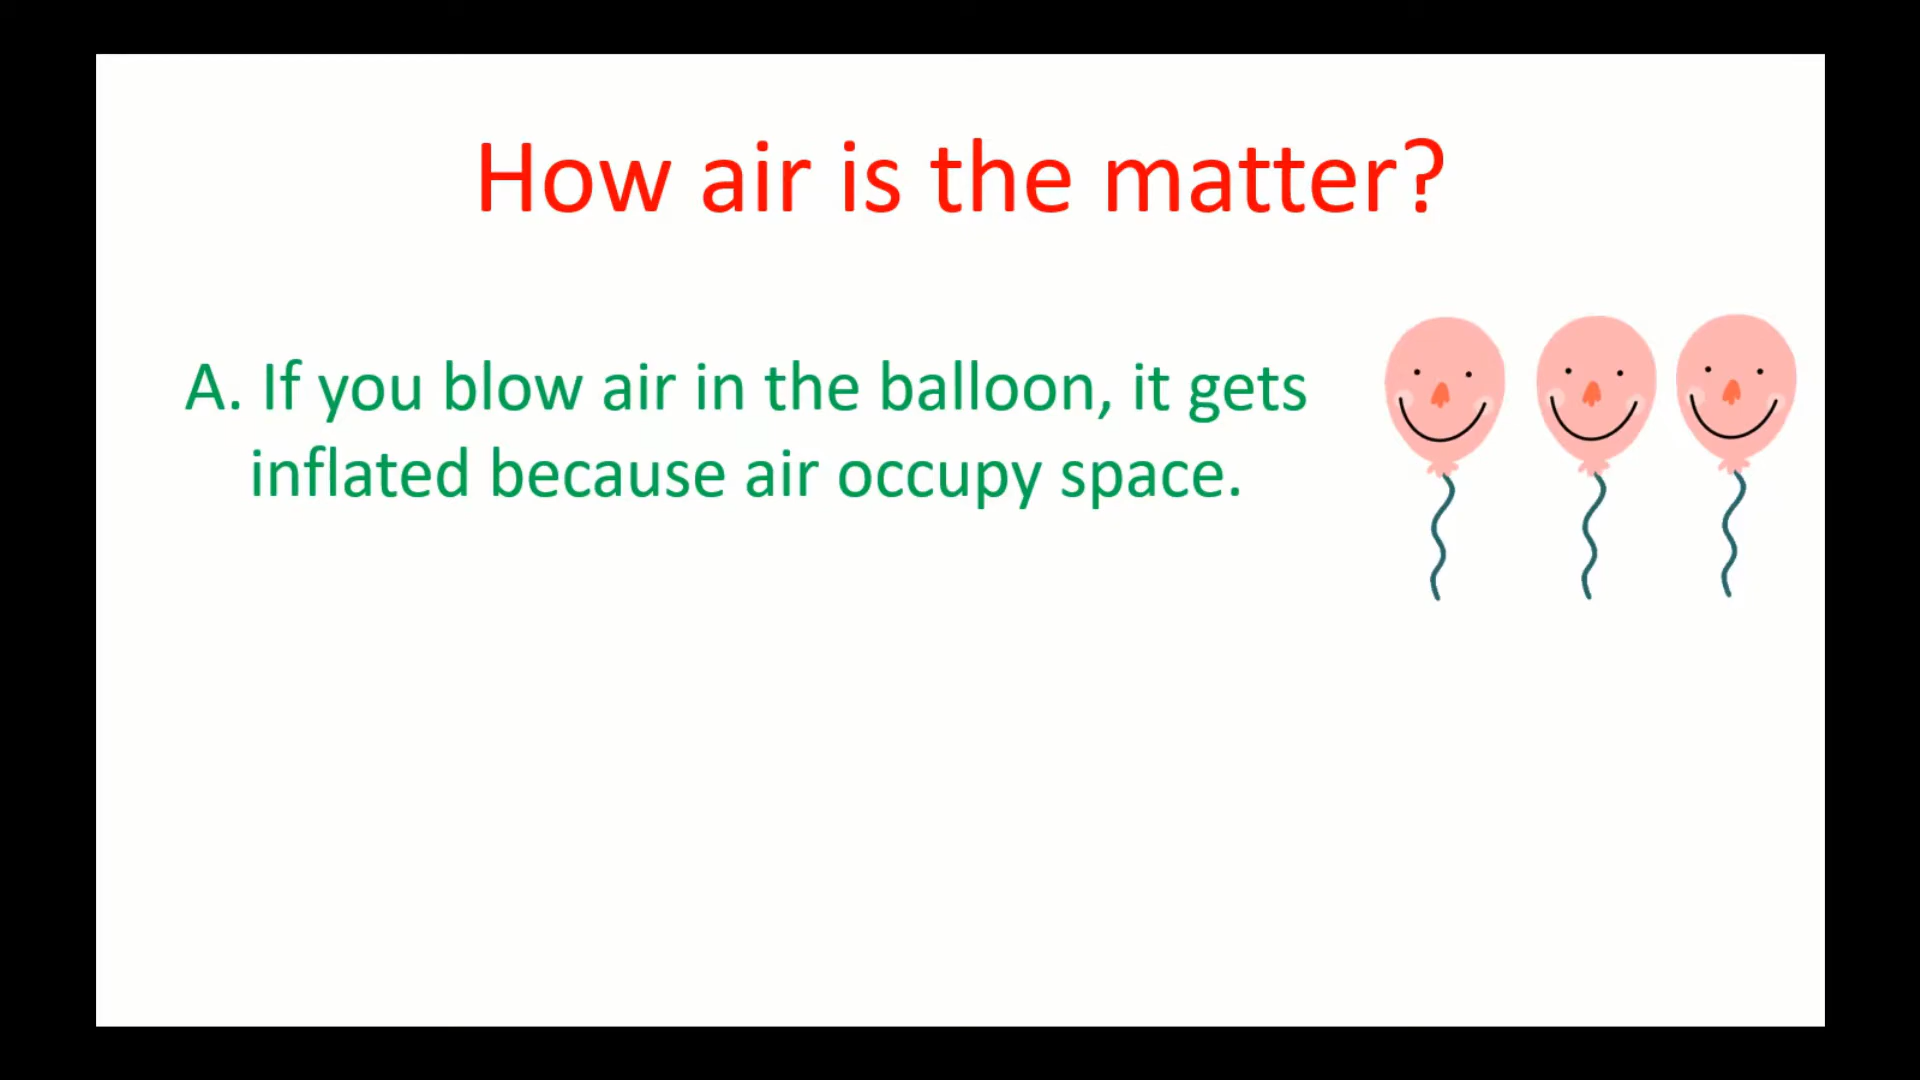 How air is the matter?
A. If you blow air in the balloon, it gets
inflated because air occupy space.